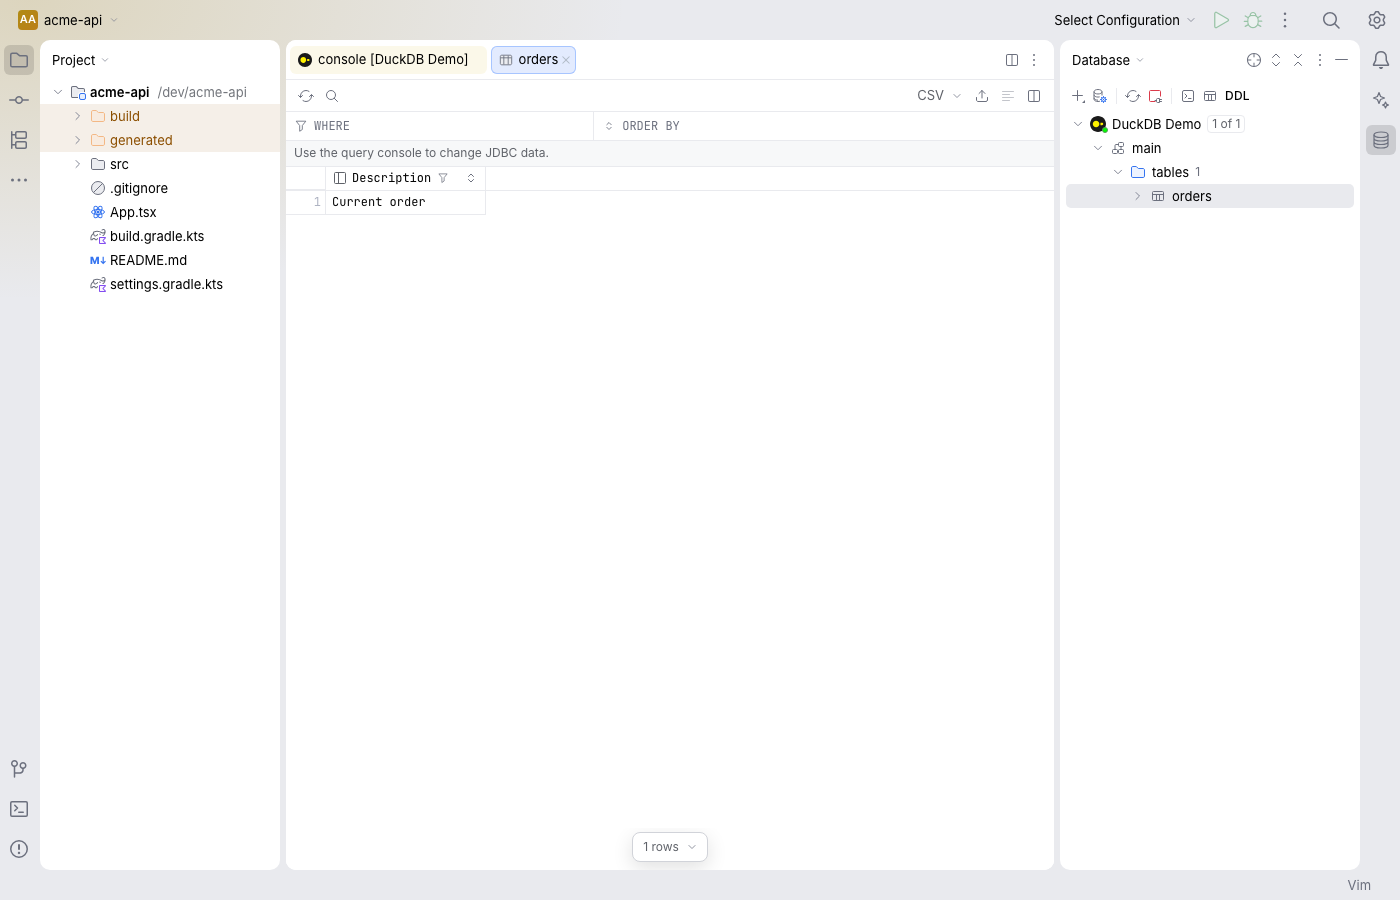 AA acme-api
Select Configuration
Project
acme-api /dev/acme-api
build
generated
src
.gitignore
App.tsx
build.gradle.kts
M↓ README.md
settings.gradle.kts
console [DuckDB Demo]
orders
CSV
WHERE
ORDER BY
Use the query console to change JDBC data.
Description
1 Current order
1 rows
Database
DDL
DuckDB Demo 1 of 1
main
tables 1
orders
Vim